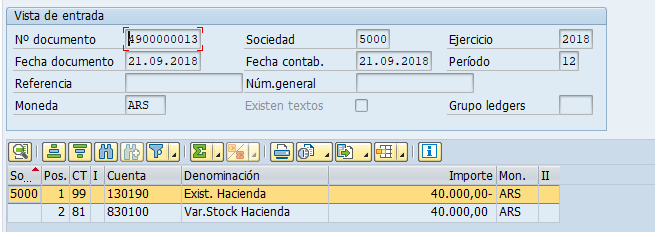 Vista de entrada
Nº documento 4900000013 Sociedad 5000 Ejercicio 2018
Fecha documento 21.09.2018 Fecha contab. 21.09.2018 Período 12
Referencia Núm.general
Moneda ARS Existen textos Grupo ledgers
So... Pos. CT I Cuenta Denominación Importe Mon. II
5000 1 99 130190 Exist. Hacienda 40.000,00- ARS
2 81 830100 Var.Stock Hacienda 40.000,00 ARS